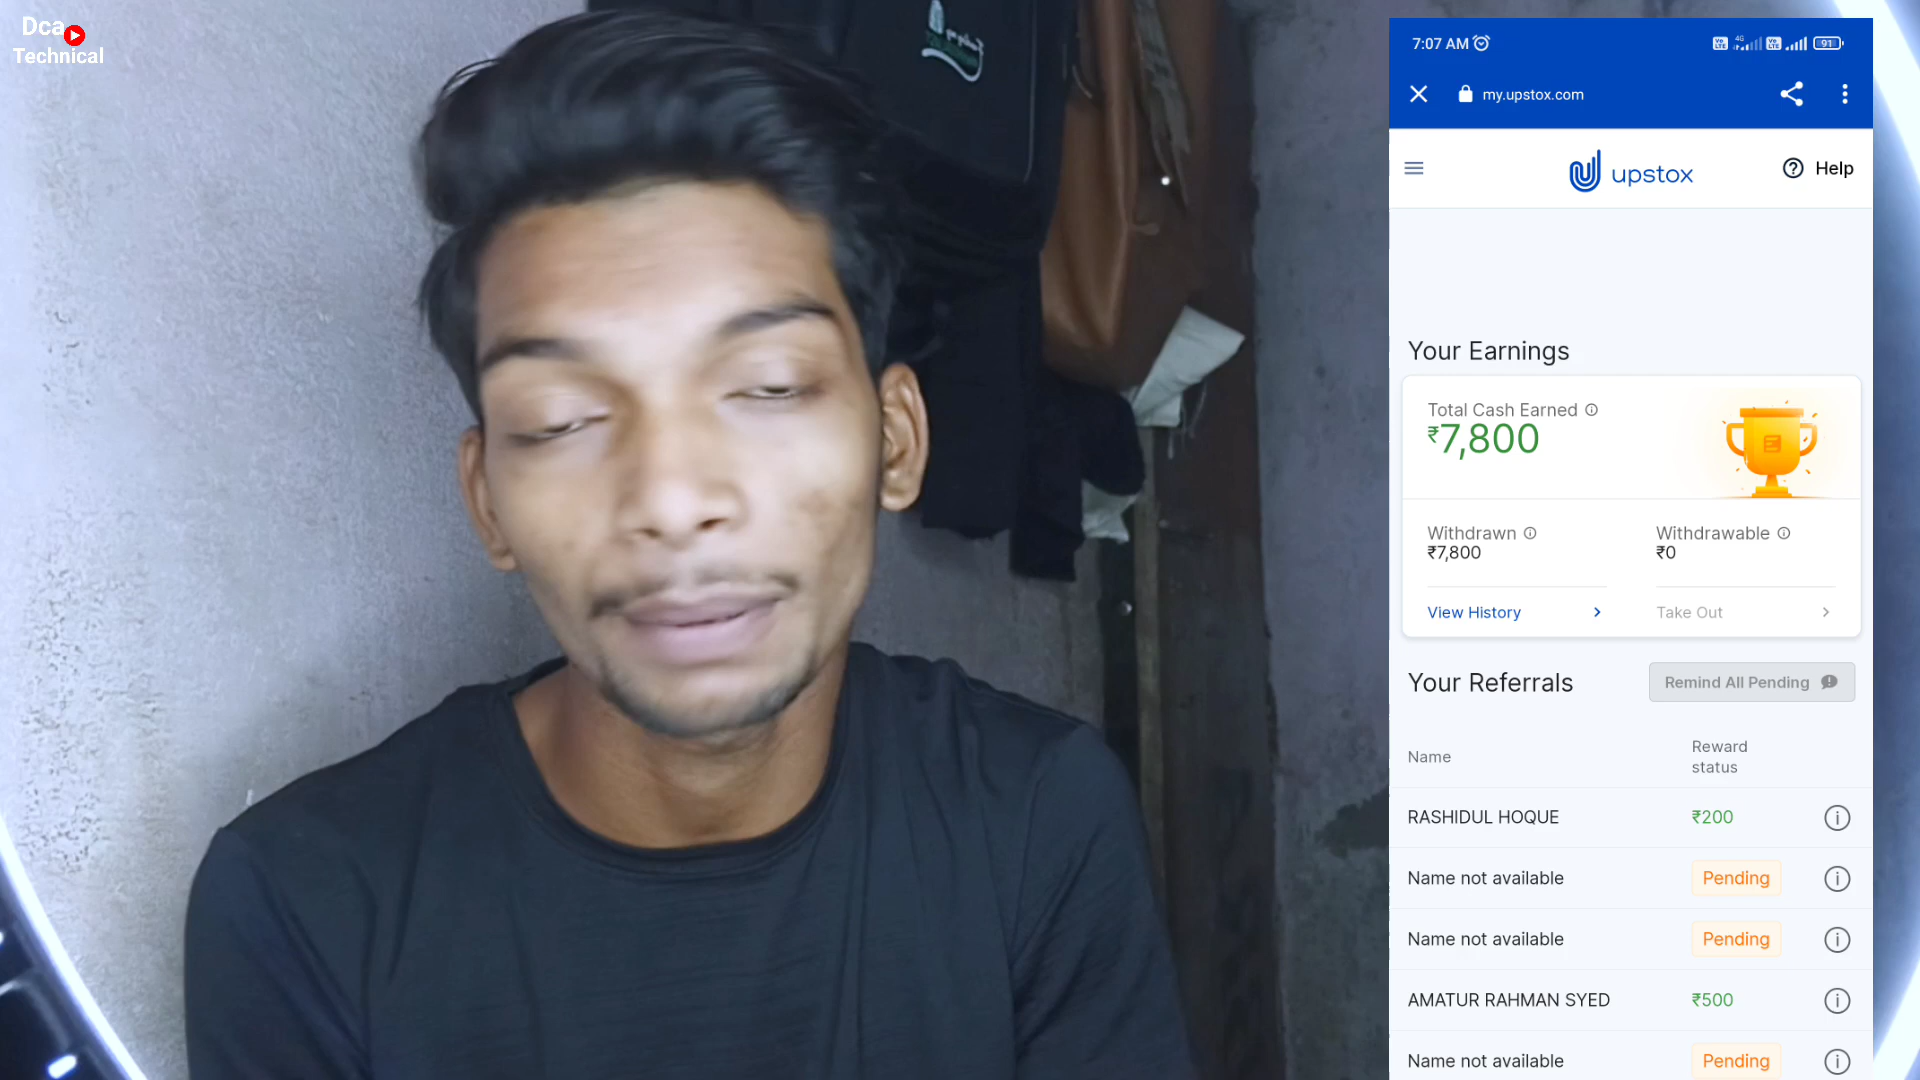 Dca
Technical
7:07 AM
4G
91
my.upstox.com
upstox
Help
Your Earnings
Total Cash Earned
₹7,800
Withdrawn
₹7,800
Withdrawable
₹0
View History
Take Out
Your Referrals
Remind All Pending
Name
Reward
status
RASHIDUL HOQUE
₹200
Name not available
Pending
Name not available
Pending
AMATUR RAHMAN SYED
₹500
Name not available
Pending